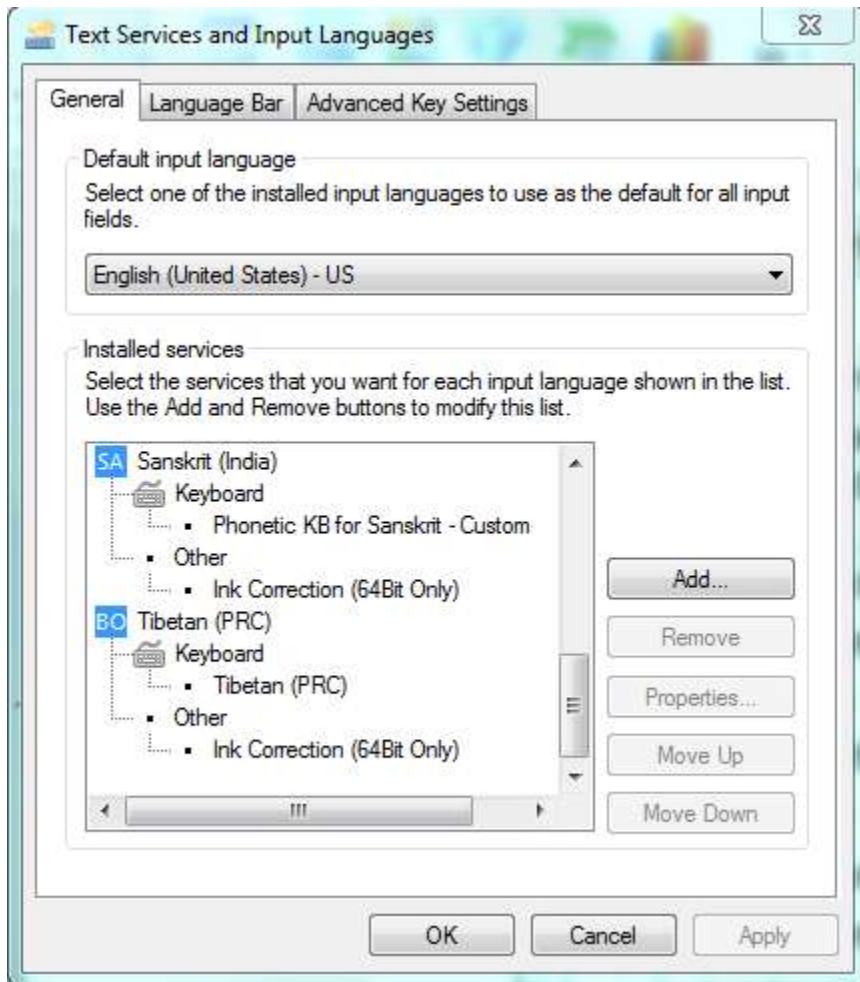 Text Services and Input Languages
General
Language Bar
Advanced Key Settings
Default input language
Select one of the installed input languages to use as the default for all input
fields.
English (United States) - US
Installed services
Select the services that you want for each input language shown in the list.
Use the Add and Remove buttons to modify this list.
SA Sanskrit (India)
Keyboard
Phonetic KB for Sanskrit - Custom
Other
Ink Correction (64Bit Only)
BO Tibetan (PRC)
Keyboard
Tibetan (PRC)
Other
Ink Correction (64Bit Only)
Add...
Remove
Properties...
Move Up
Move Down
OK
Cancel
Apply